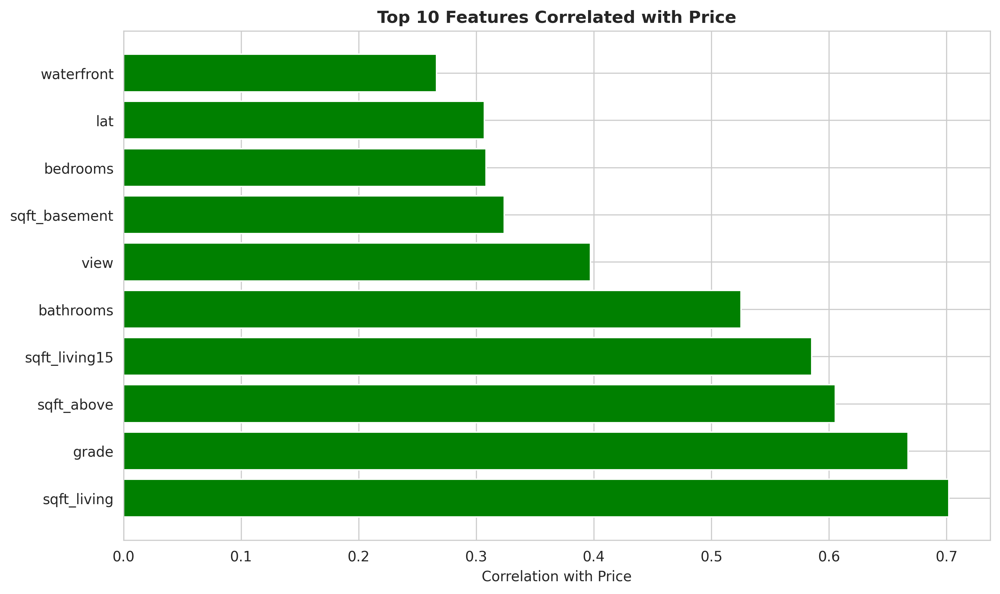 Top 10 Features Correlated with Price
waterfront
lat
bedrooms
sqft_basement
view
bathrooms
sqft_living15
sqft_above
grade
sqft_living
0.0 0.1 0.2 0.3 0.4 0.5 0.6 0.7
Correlation with Price